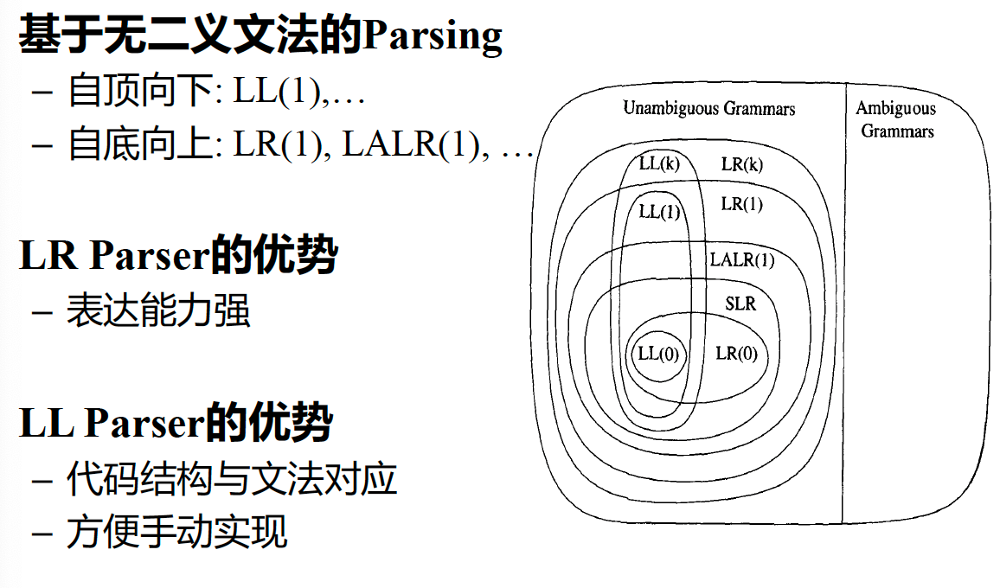 基于无二义文法的Parsing
– 自顶向下: LL(1),…
– 自底向上: LR(1), LALR(1), …
LR Parser的优势
– 表达能力强
LL Parser的优势
– 代码结构与文法对应
– 方便手动实现
Unambiguous Grammars
Ambiguous
Grammars
LL(k)
LR(k)
LL(1)
LR(1)
LALR(1)
SLR
LL(0)
LR(0)